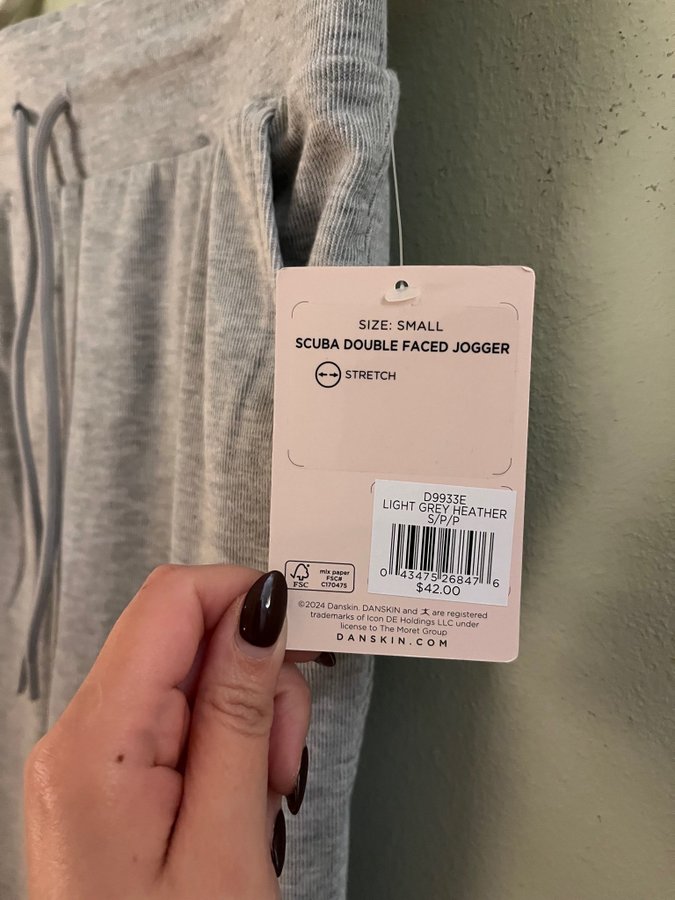 SIZE: SMALL
SCUBA DOUBLE FACED JOGGER
STRETCH
D9933E
LIGHT GREY HEATHER
S/P/P
0 43475 26847 6
$42.00
FSC
mix paper
FSC#
C170475
©2024 Danskin. DANSKIN and are registered
trademarks of Icon DE Holdings LLC under
license to The Moret Group
DANSKIN.COM